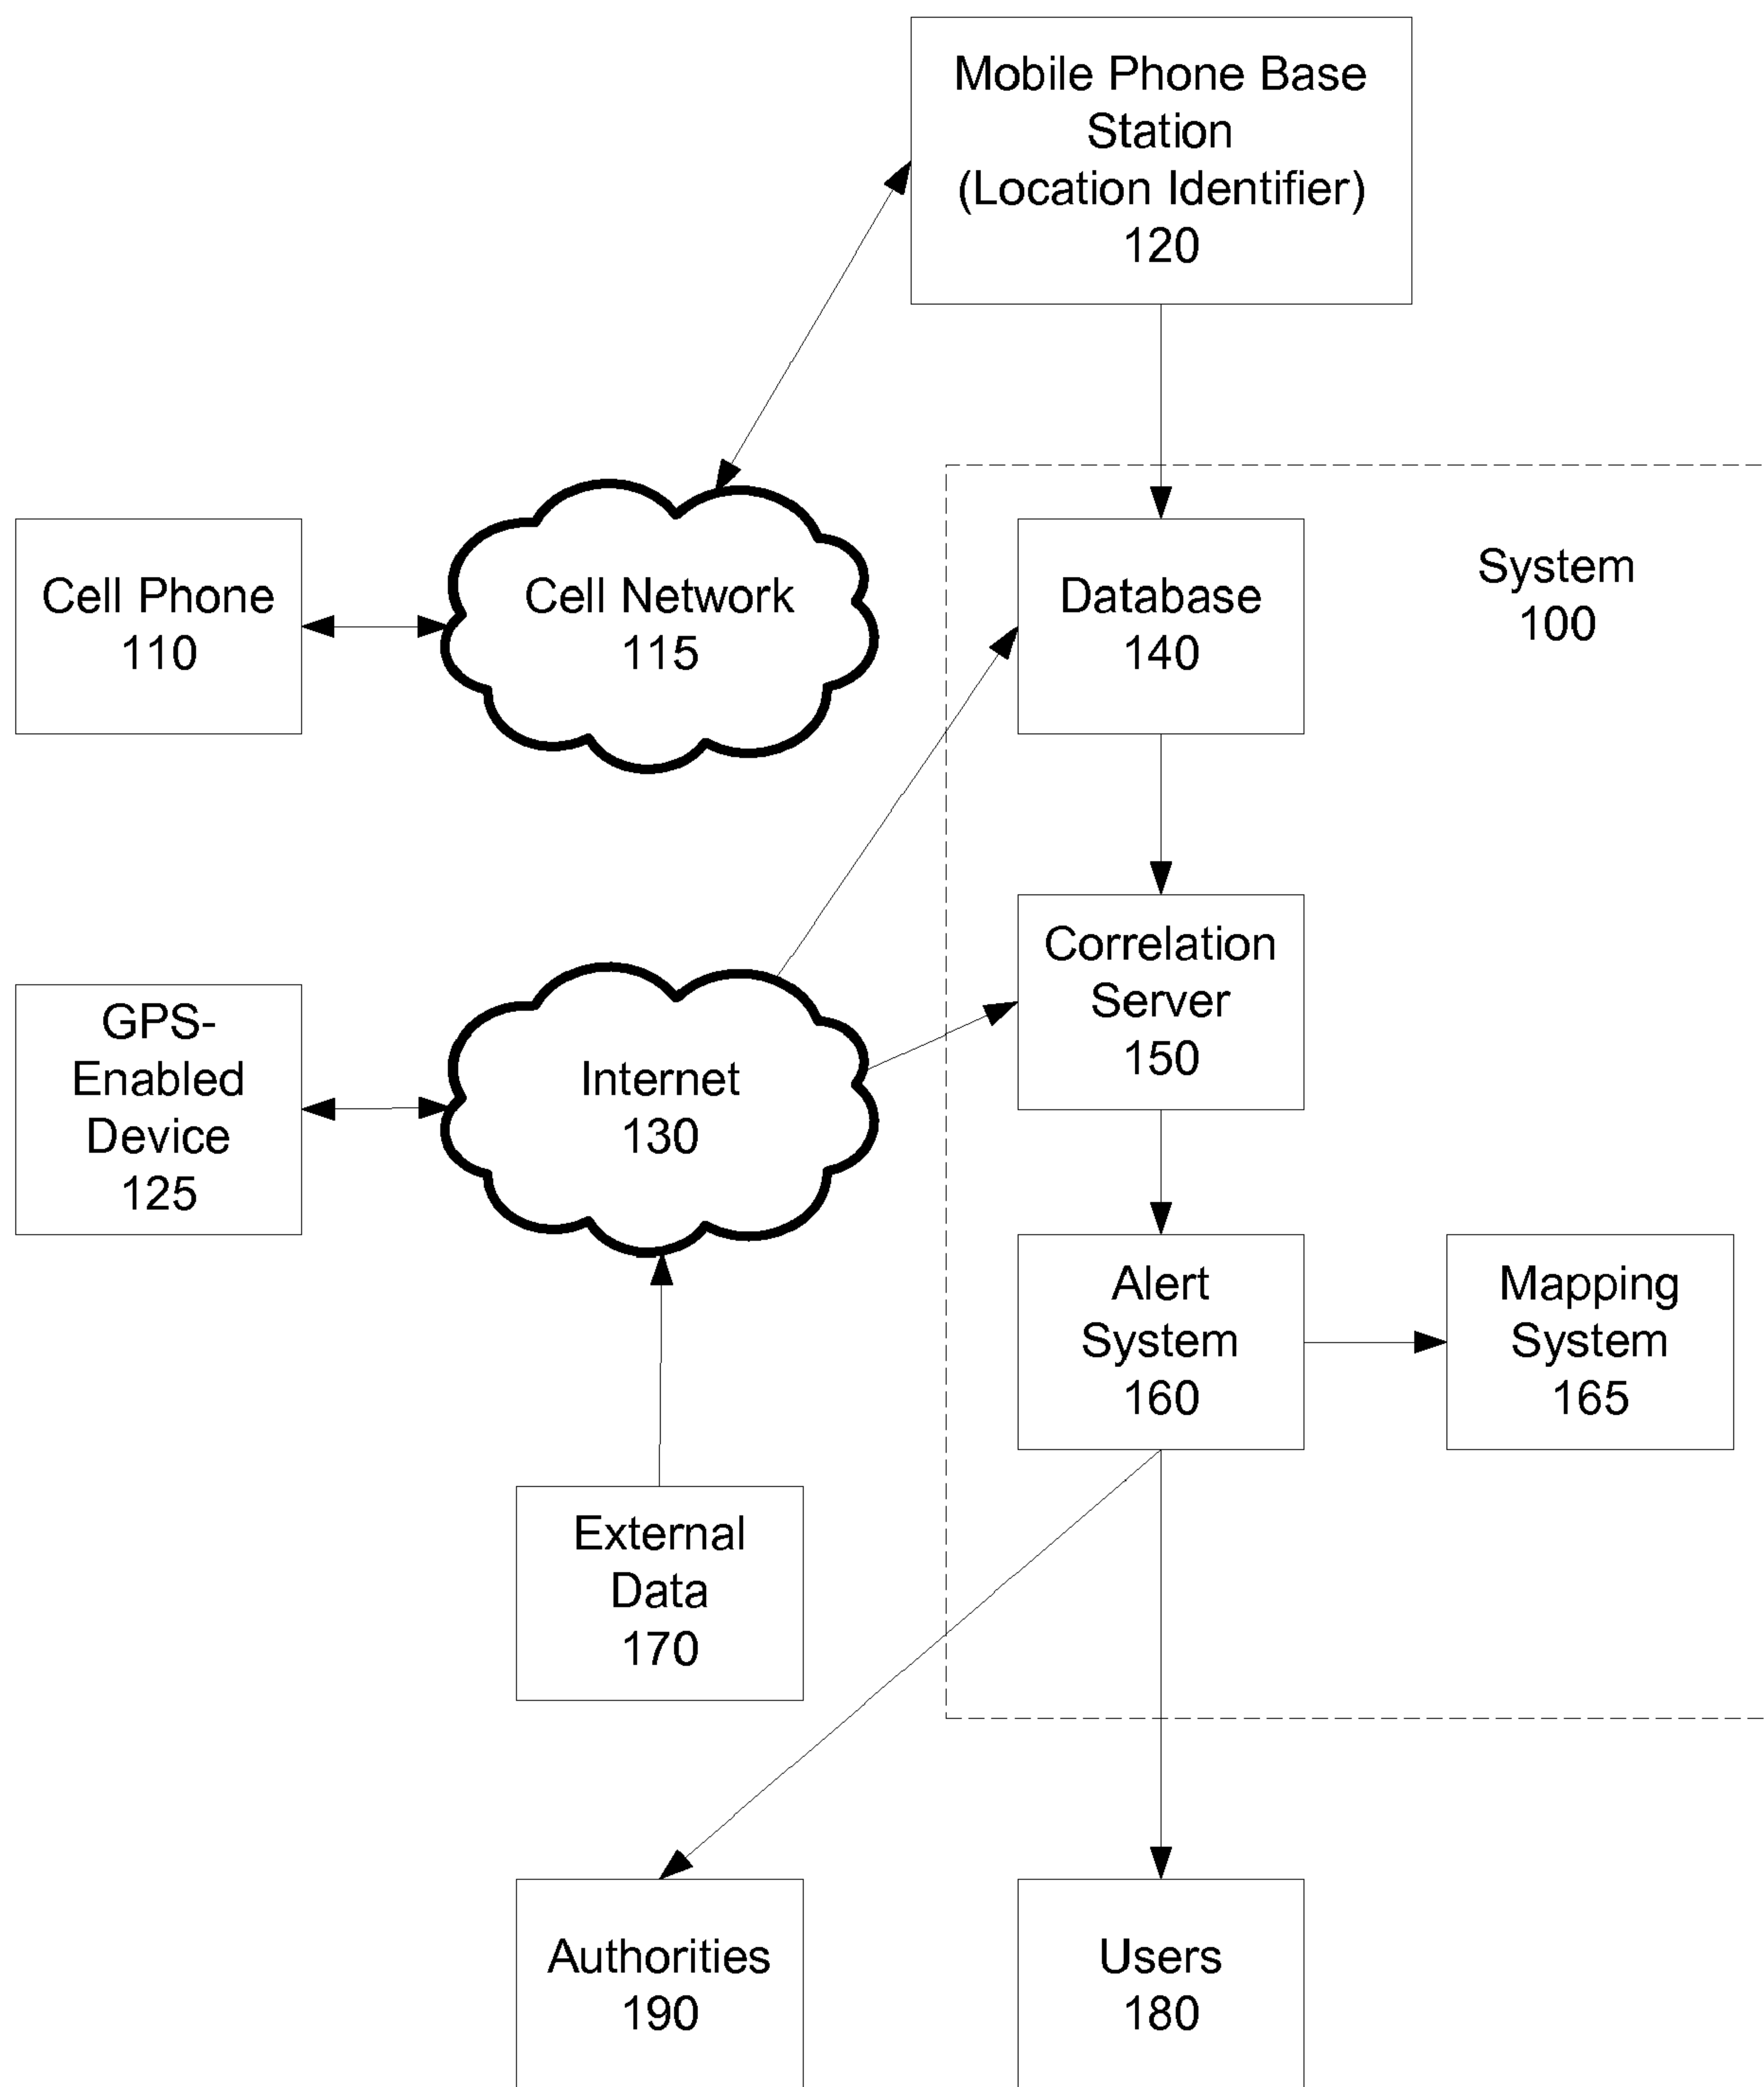 Mobile Phone Base
Station
(Location Identifier)
120
Cell Phone
110
Cell Network
115
Database
140
System
100
GPS-
Enabled
Device
125
Internet
130
Correlation
Server
150
Alert
System
160
Mapping
System
165
External
Data
170
Authorities
190
Users
180